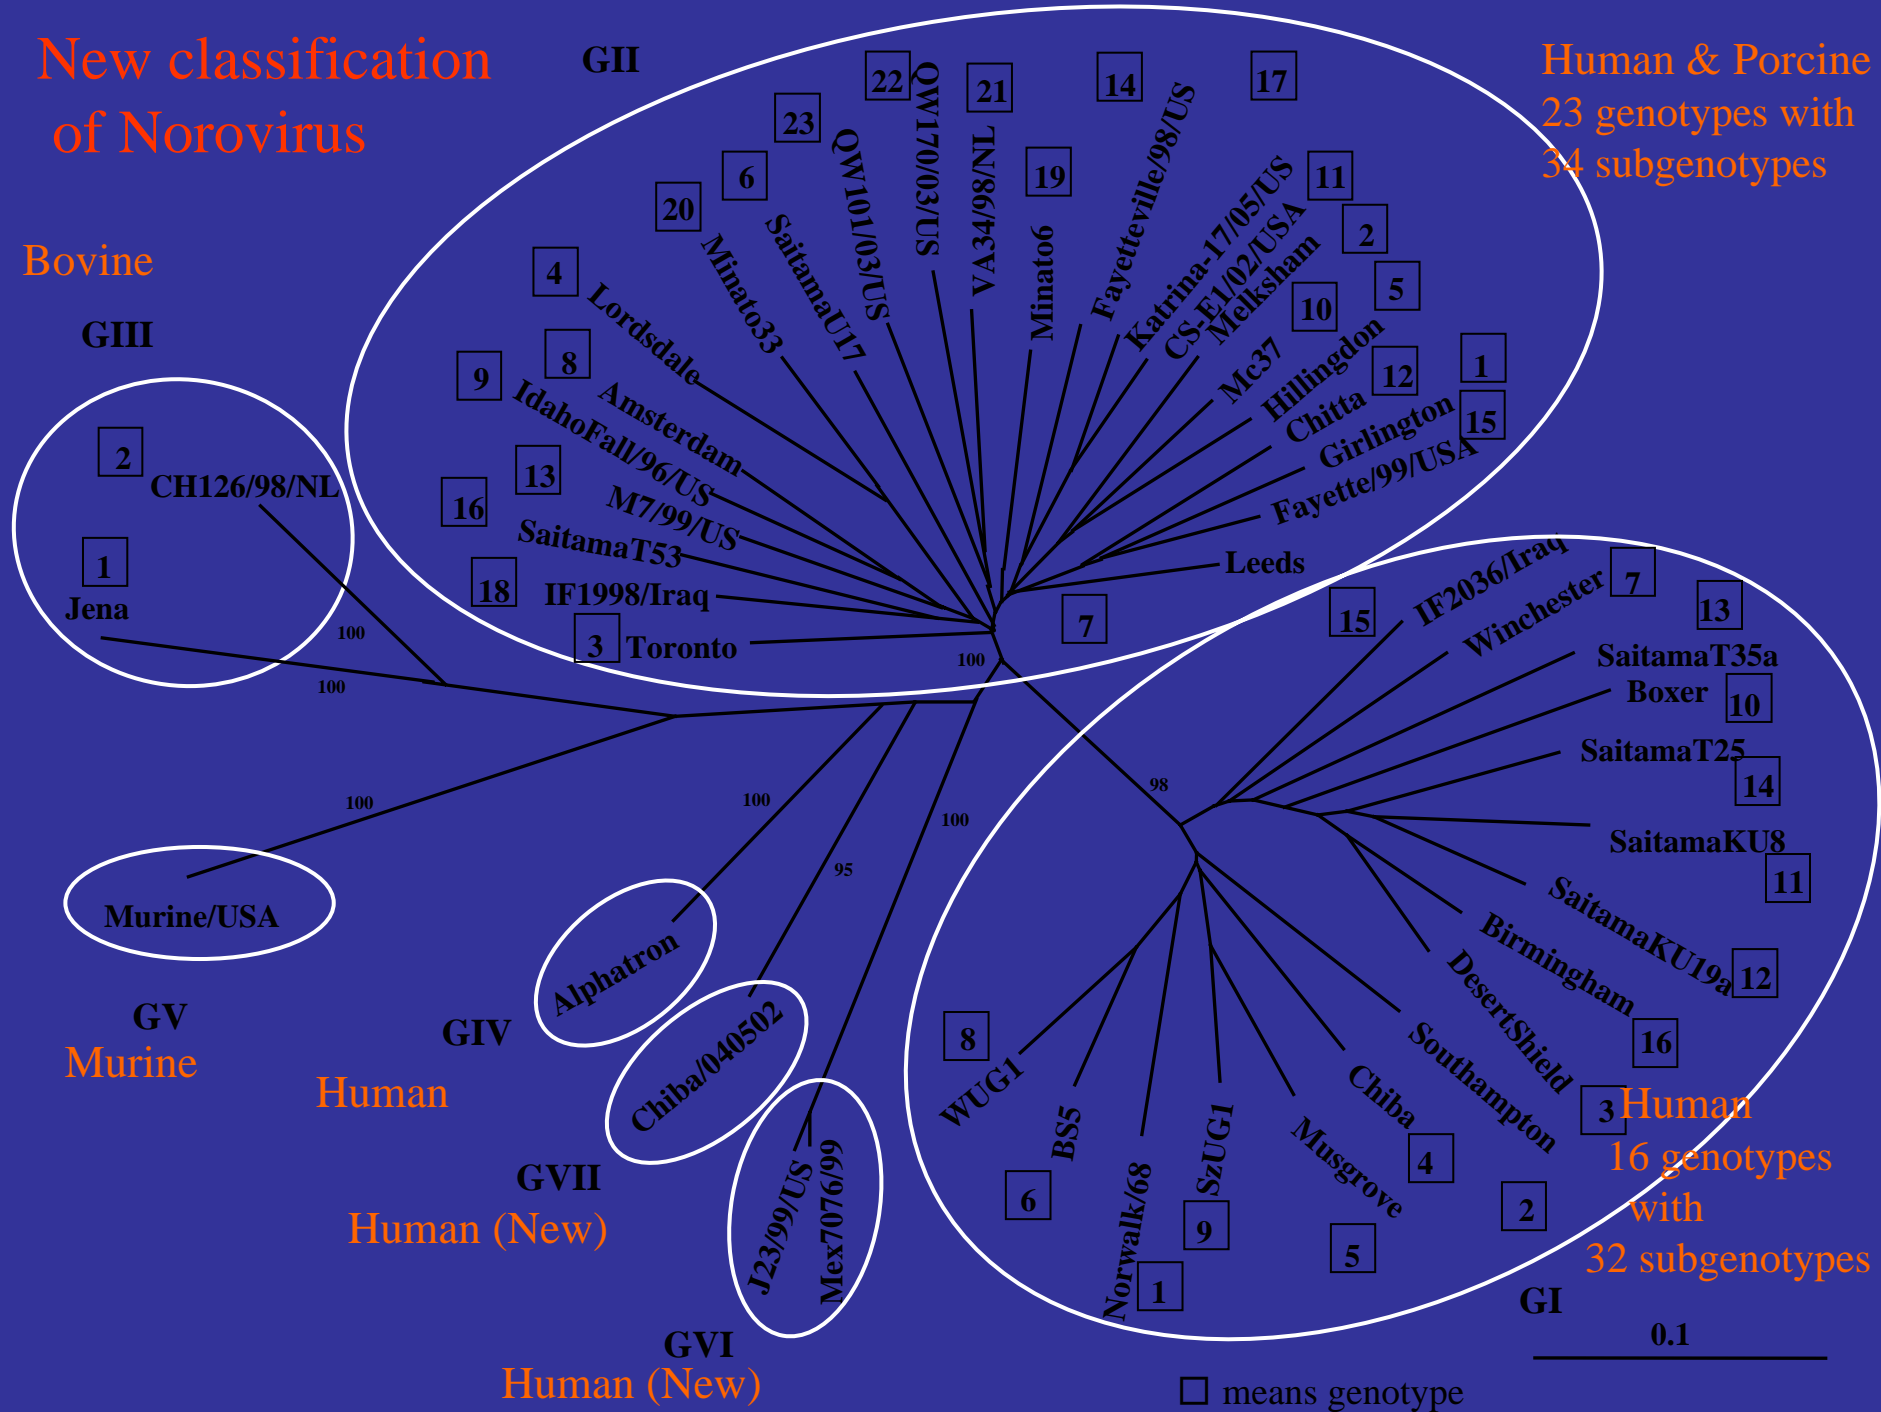 New classification
of Norovirus
GII
Human & Porcine
23 genotypes with
34 subgenotypes
22
QW170/03/US
21
VA34/98/NL
14
Fayetteville/98/US
17
23
QW101/03/US
19
Minato6
Katrina-17/05/US
11
CS-E1/02/USA
6
SaitamaU17
20
Minato33
2
Melksham
5
Hillingdon
10
Mc37
4
Lordsdale
8
Amsterdam
9
IdahoFall/96/US
12
Chitta
1
Girlington
15
Fayette/99/USA
13
M7/99/US
16
SaitamaT53
18
IF1998/Iraq
3
Toronto
Leeds
7
Bovine
GIII
2
CH126/98/NL
1
Jena
100
100
100
100
98
100
100
95
15
IF2036/Iraq
Winchester
7
13
SaitamaT35a
Boxer
10
SaitamaT25
14
SaitamaKU8
11
SaitamaKU19a
12
Birmingham
16
DesertShield
3
Southampton
2
Chiba
4
Musgrove
5
SzUG1
9
Norwalk/68
1
BS5
6
WUG1
8
Human
16 genotypes
with
32 subgenotypes
GI
Murine/USA
GV
Murine
Alphatron
GIV
Human
Chiba/040502
GVII
Human (New)
J23/99/US
Mex7076/99
GVI
Human (New)
0.1
means genotype